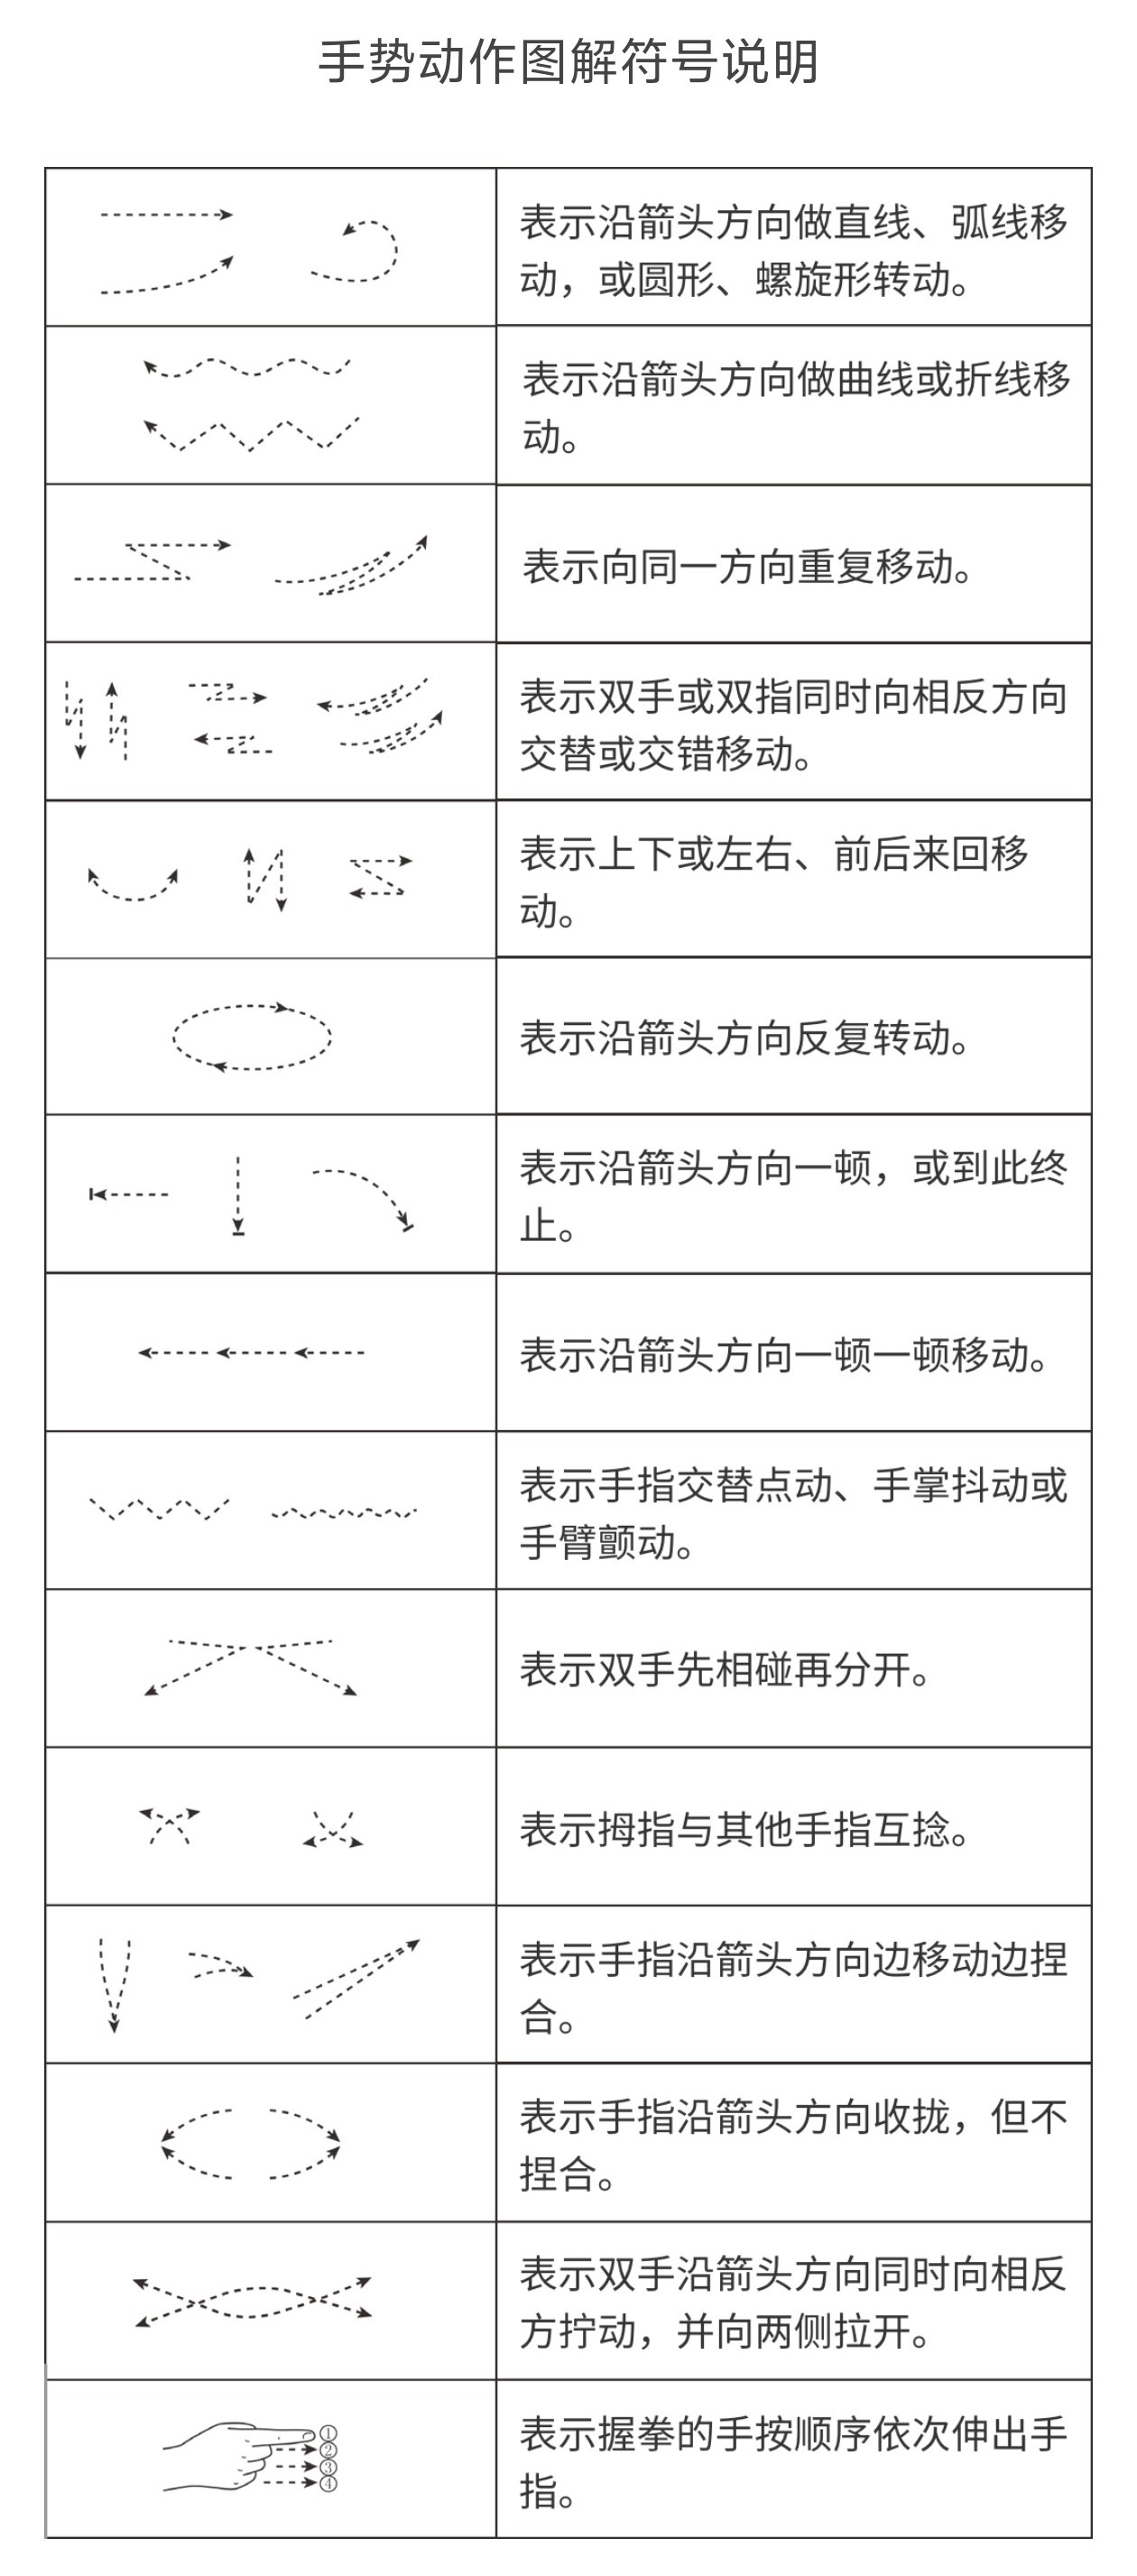 手势动作图解符号说明
表示沿箭头方向做直线、弧线移
动，或圆形、螺旋形转动。
表示沿箭头方向做曲线或折线移
动。
表示向同一方向重复移动。
表示双手或双指同时向相反方向
交替或交错移动。
表示上下或左右、前后来回移
动。
表示沿箭头方向反复转动。
表示沿箭头方向一顿，或到此终
止。
表示沿箭头方向一顿一顿移动。
表示手指交替点动、手掌抖动或
手臂颤动。
表示双手先相碰再分开。
表示拇指与其他手指互捻。
表示手指沿箭头方向边移动边捏
合。
表示手指沿箭头方向收拢，但不
捏合。
表示双手沿箭头方向同时向相反
方拧动，并向两侧拉开。
①
②
③
④
表示握拳的手按顺序依次伸出手
指。